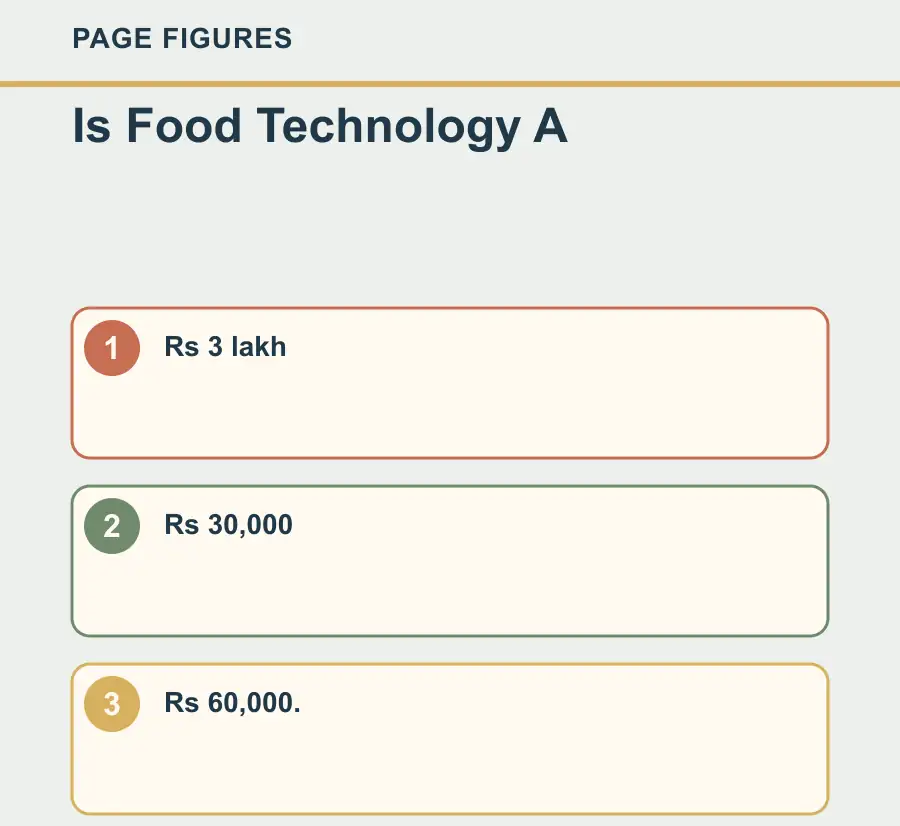 PAGE FIGURES
Is Food Technology A
1 Rs 3 lakh
2 Rs 30,000
3 Rs 60,000.